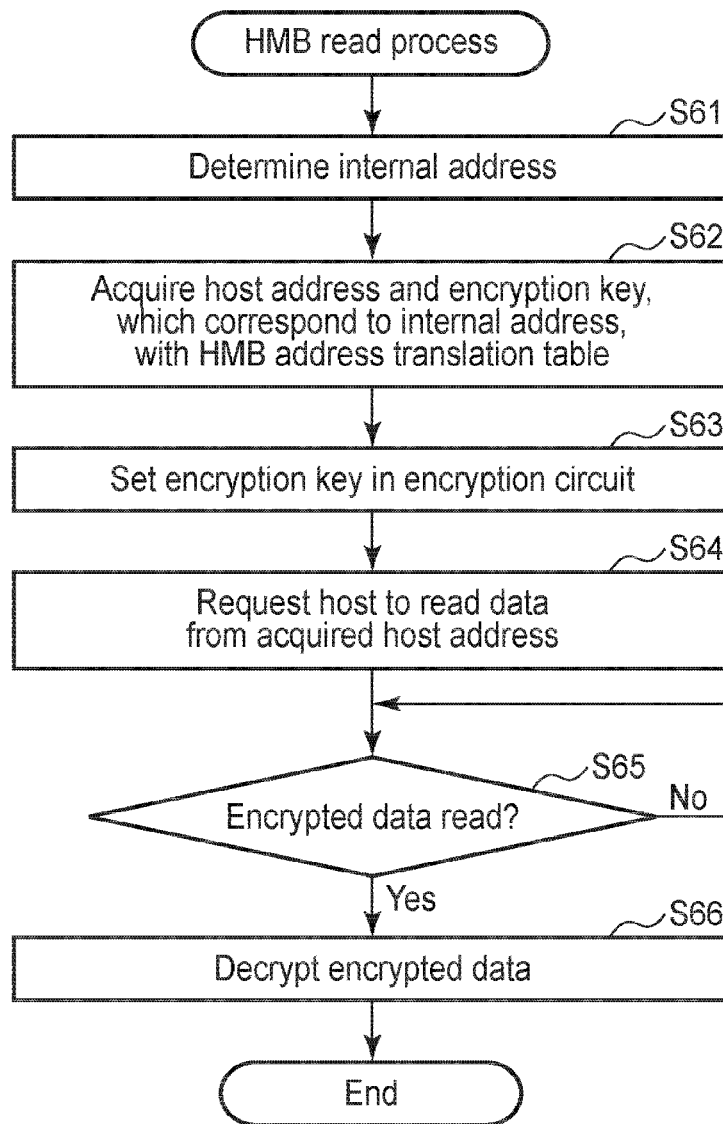 HMB read process
S61
Determine internal address
S62
Acquire host address and encryption key,
which correspond to internal address,
with HMB address translation table
S63
Set encryption key in encryption circuit
S64
Request host to read data
from acquired host address
S65
Encrypted data read?
No
Yes
S66
Decrypt encrypted data
End